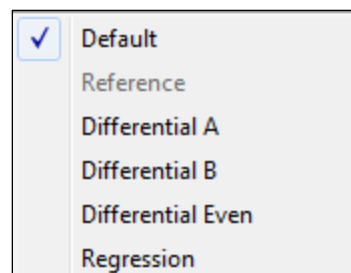 Default
Reference
Differential A
Differential B
Differential Even
Regression